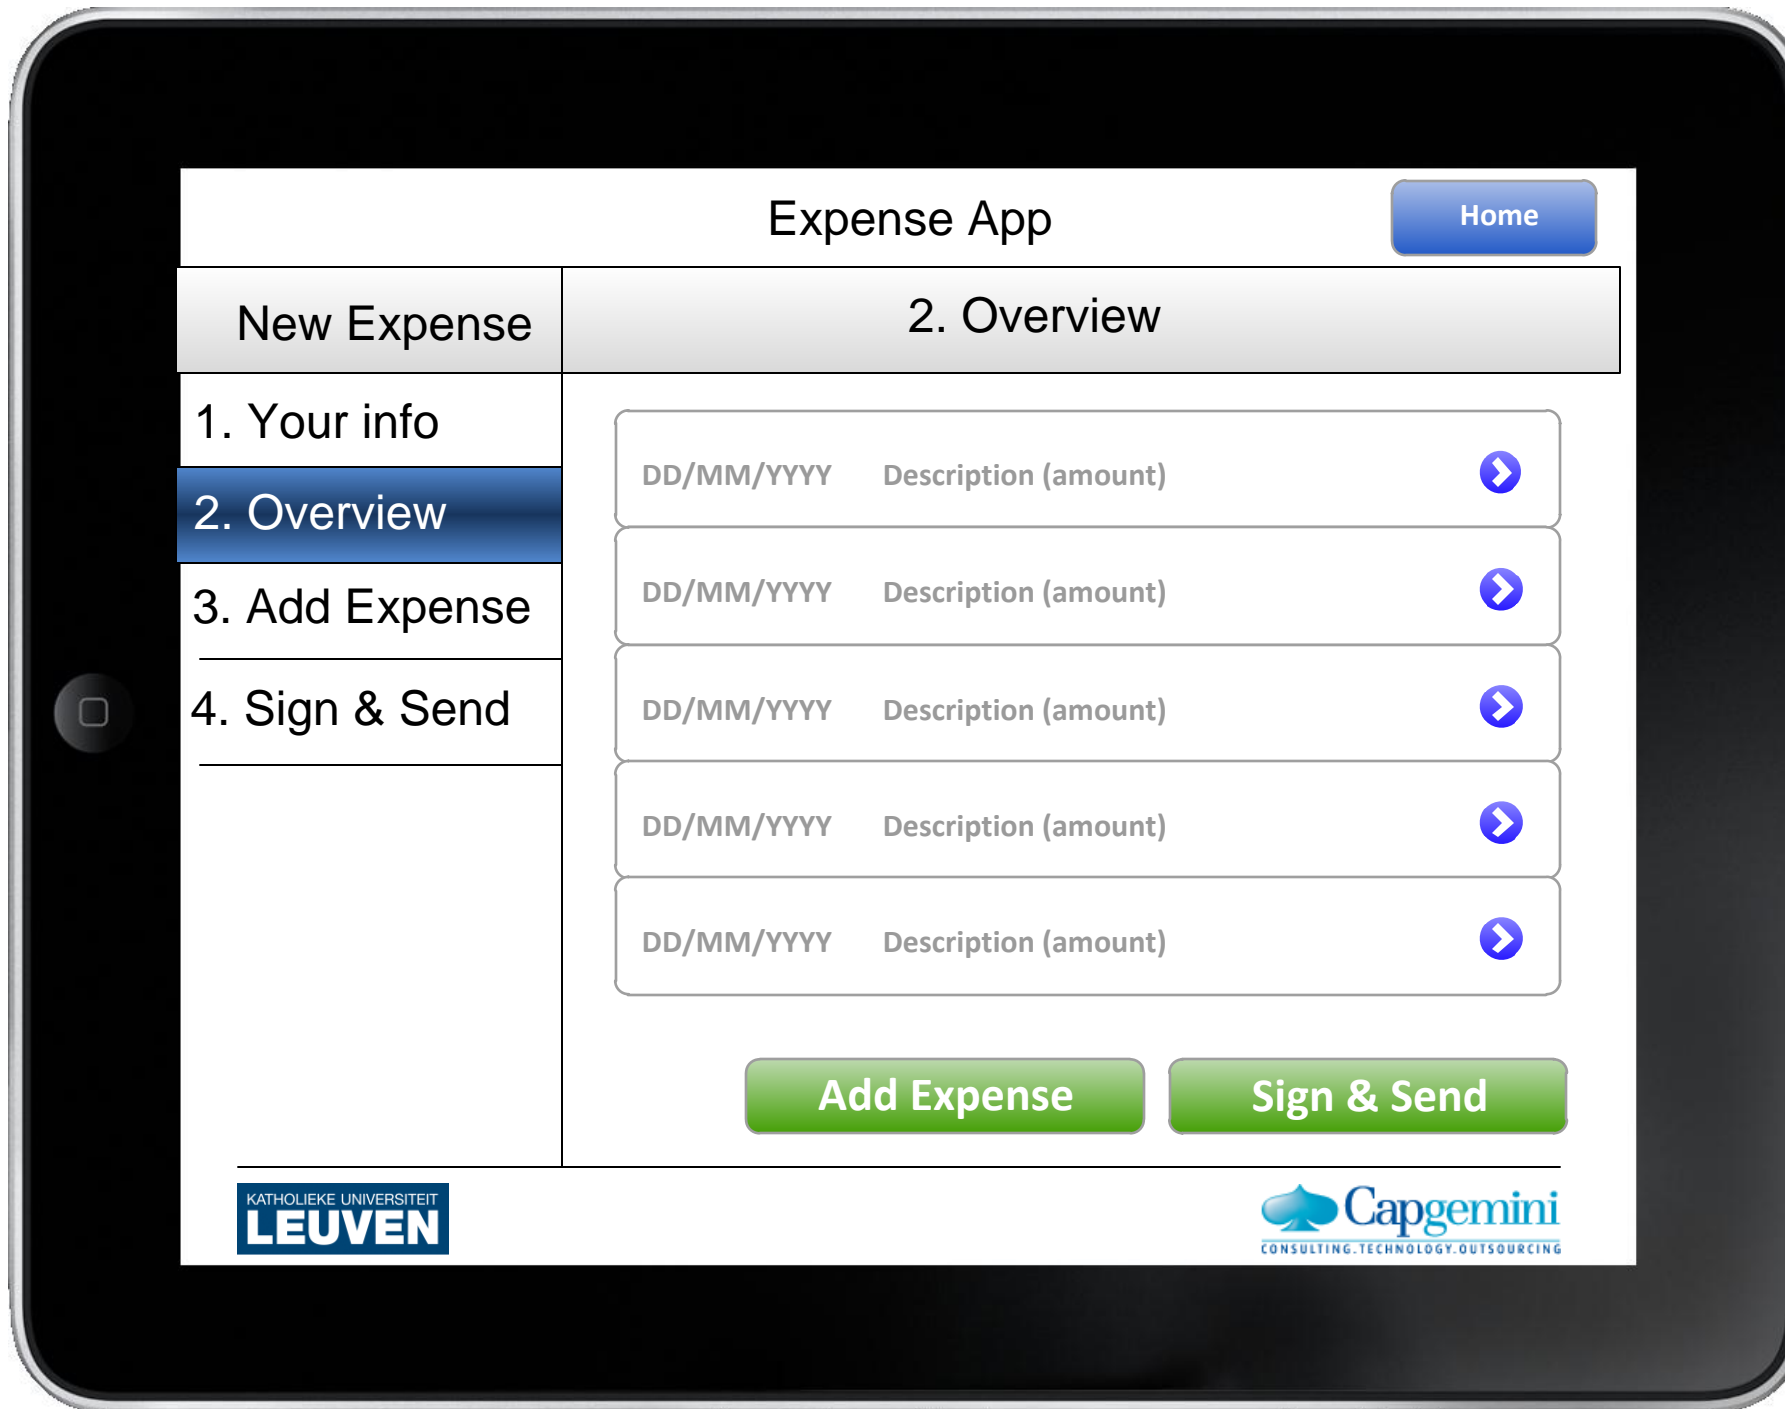 Expense App
Home
New Expense
2. Overview
1. Your info
2. Overview
3. Add Expense
4. Sign & Send
DD/MM/YYYY Description (amount)
DD/MM/YYYY Description (amount)
DD/MM/YYYY Description (amount)
DD/MM/YYYY Description (amount)
DD/MM/YYYY Description (amount)
Add Expense
Sign & Send
KATHOLIEKE UNIVERSITEIT
LEUVEN
Capgemini
CONSULTING.TECHNOLOGY.OUTSOURCING